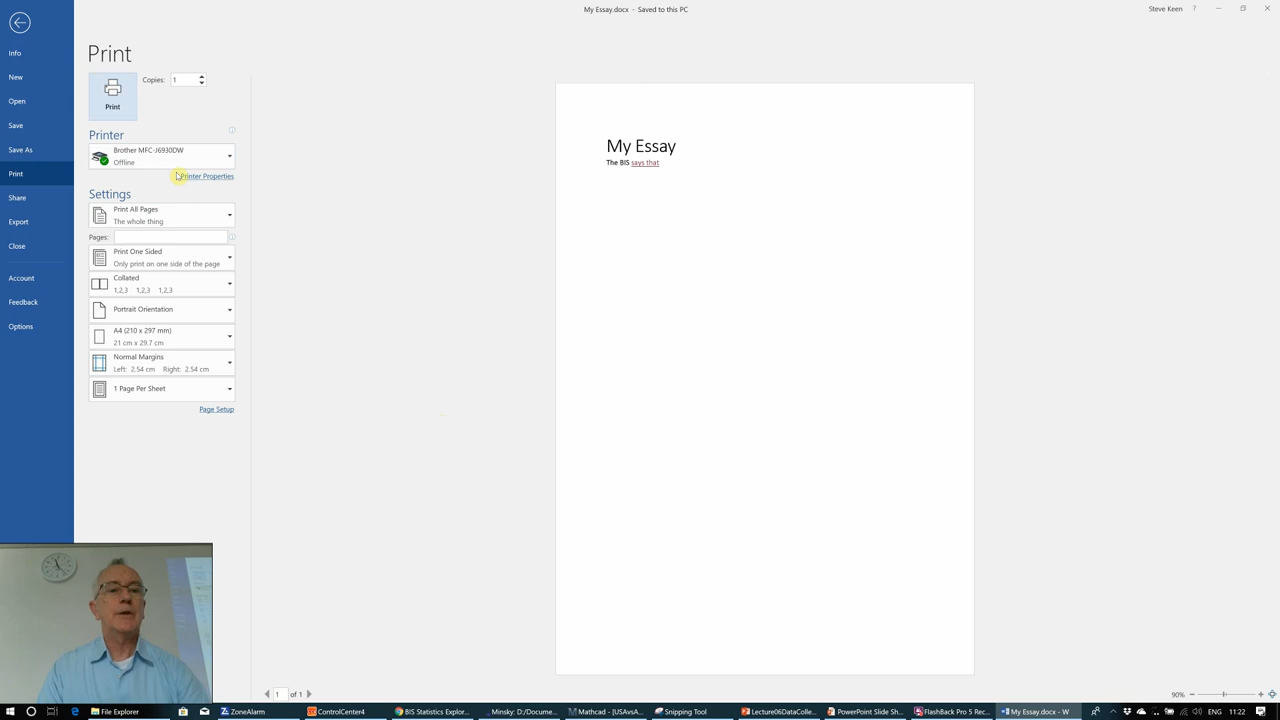 My Essay.docx - Saved to this PC
Steve Keen
?
Info
New
Open
Save
Save As
Print
Share
Export
Close
Account
Feedback
Options
Print
Print
Copies: 1
Printer
Brother MFC-J6930DW
Offline
Printer Properties
Settings
Print All Pages
The whole thing
Pages:
Print One Sided
Only print on one side of the page
Collated
1,2,3 1,2,3 1,2,3
Portrait Orientation
A4 (210 x 297 mm)
21 cm x 29.7 cm
Normal Margins
Left: 2.54 cm Right: 2.54 cm
1 Page Per Sheet
Page Setup
My Essay
The BIS says that
1 of 1
90%
File Explorer
ZoneAlarm
ControlCenter4
BIS Statistics Explor...
Minsky: D:/Docume...
Mathcad - [USAvsA...
Snipping Tool
Lecture06DataColle...
PowerPoint Slide Sh...
FlashBack Pro 5 Rec...
My Essay.docx - W
ENG
11:22